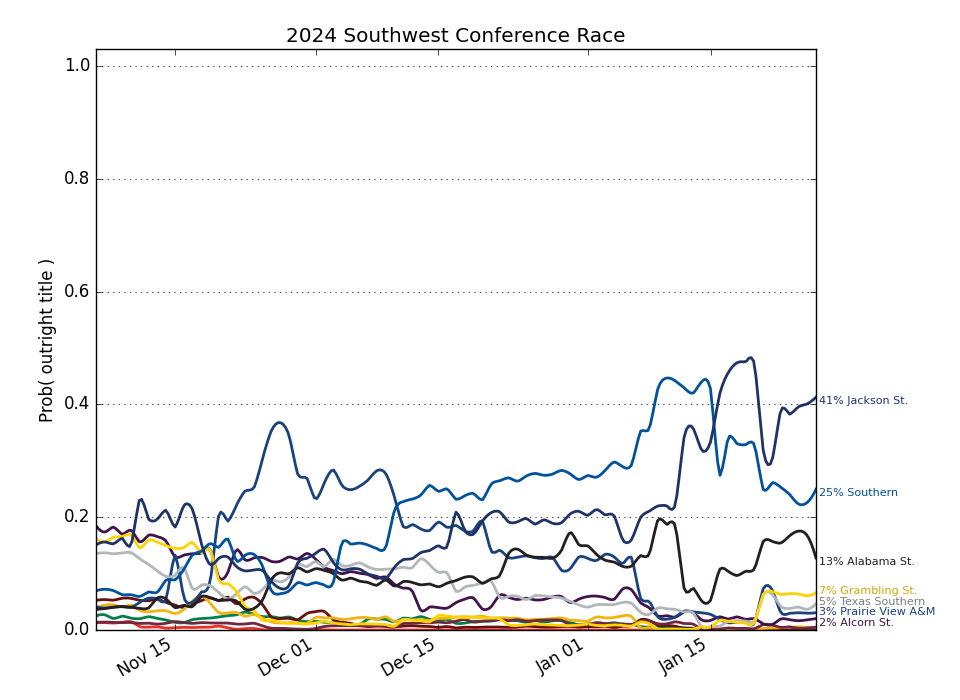 2024 Southwest Conference Race
1.0
0.8
0.6
0.4
0.2
0.0
Prob( outright title )
41% Jackson St.
25% Southern
13% Alabama St.
7% Grambling St.
5% Texas Southern
3% Prairie View A&M
2% Alcorn St.
Nov 15
Dec 01
Dec 15
Jan 01
Jan 15